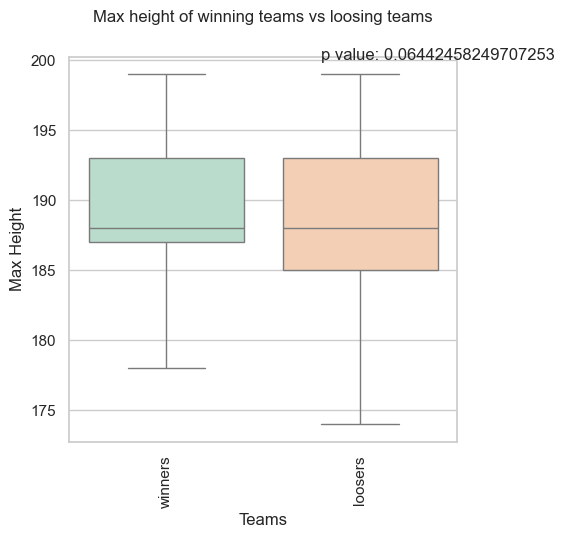 Max height of winning teams vs loosing teams
p value: 0.06442458249707253
200
195
190
185
180
175
Max Height
winners
loosers
Teams